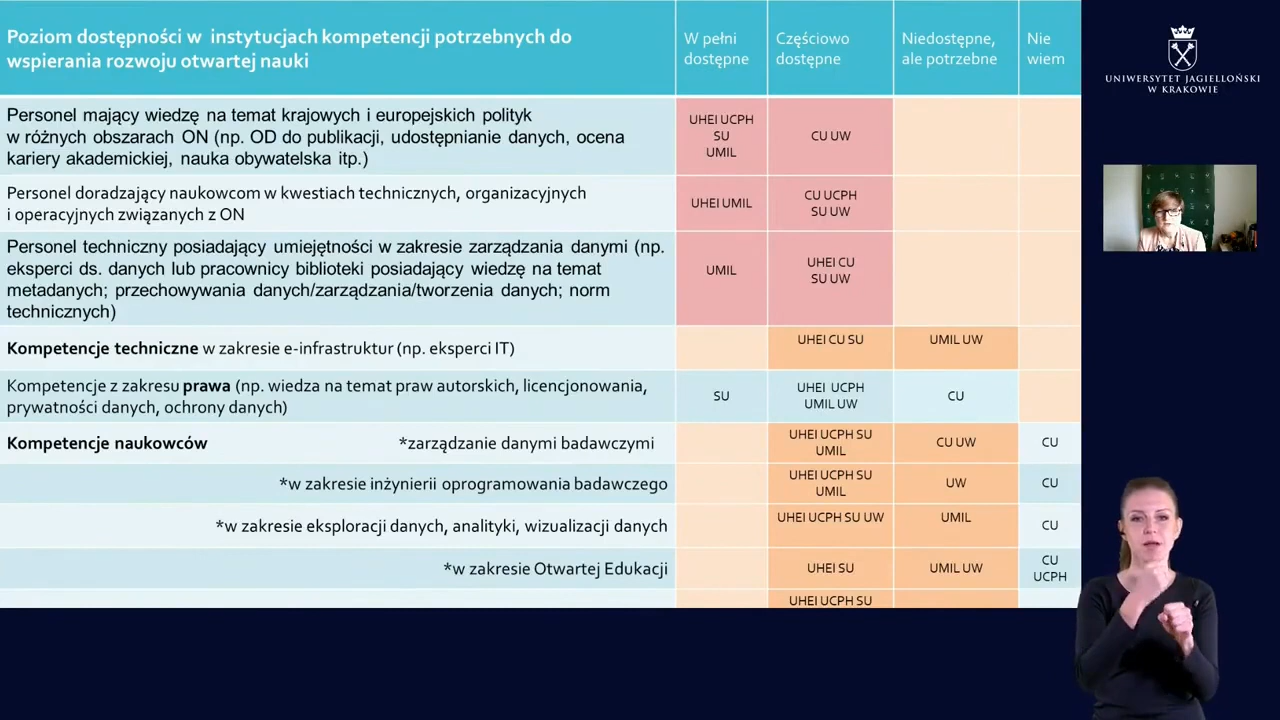 Poziom dostępności w instytucjach kompetencji potrzebnych do
wspierania rozwoju otwartej nauki
W pełni
dostępne
Częściowo
dostępne
Niedostępne,
ale potrzebne
Nie
wiem
Personel mający wiedzę na temat krajowych i europejskich polityk
w różnych obszarach ON (np. OD do publikacji, udostępnianie danych, ocena
kariery akademickiej, nauka obywatelska itp.)
UHEI UCPH
SU
UMIL
CU UW
Personel doradzający naukowcom w kwestiach technicznych, organizacyjnych
i operacyjnych związanych z ON
UHEI UMIL
CU UCPH
SU UW
Personel techniczny posiadający umiejętności w zakresie zarządzania danymi (np.
eksperci ds. danych lub pracownicy biblioteki posiadający wiedzę na temat
metadanych; przechowywania danych/zarządzania/tworzenia danych; norm
technicznych)
UMIL
UHEI CU
SU UW
Kompetencje techniczne w zakresie e-infrastruktur (np. eksperci IT)
UHEI CU SU
UMIL UW
Kompetencje z zakresu prawa (np. wiedza na temat praw autorskich, licencjonowania,
prywatności danych, ochrony danych)
SU
UHEI UCPH
UMIL UW
CU
Kompetencje naukowców *zarządzanie danymi badawczymi
UHEI UCPH SU
UMIL
CU UW
CU
*w zakresie inżynierii oprogramowania badawczego
UHEI UCPH SU
UMIL
UW
CU
*w zakresie eksploracji danych, analityki, wizualizacji danych
UHEI UCPH SU UW
UMIL
CU
*w zakresie Otwartej Edukacji
UHEI SU
UMIL UW
CU
UCPH
UHEI UCPH SU
UNIWERSYTET JAGIELLOŃSKI
W KRAKOWIE